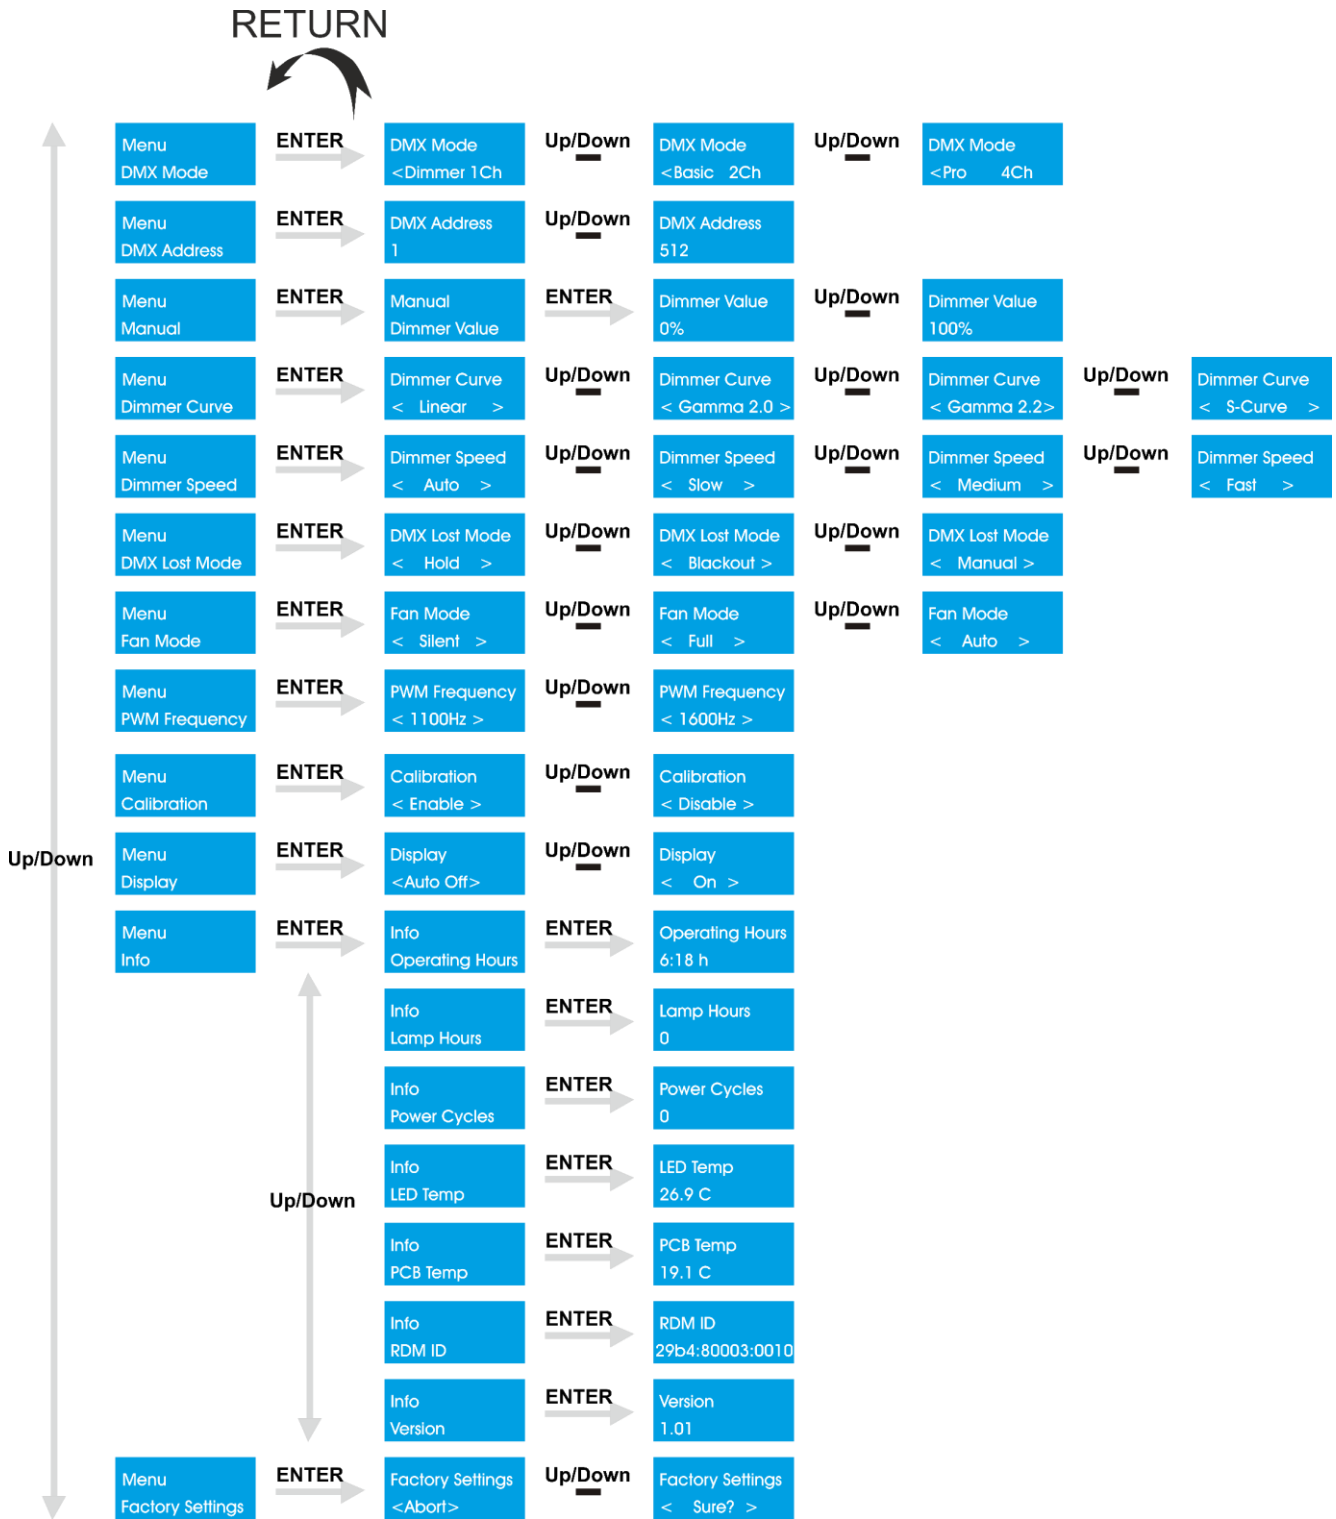 RETURN
Menu
DMX Mode
ENTER
DMX Mode
<Dimmer 1Ch
Up/Down
DMX Mode
<Basic 2Ch
Up/Down
DMX Mode
<Pro 4Ch
Menu
DMX Address
ENTER
DMX Address
1
Up/Down
DMX Address
512
Menu
Manual
ENTER
Manual
Dimmer Value
ENTER
Dimmer Value
0%
Up/Down
Dimmer Value
100%
Menu
Dimmer Curve
ENTER
Dimmer Curve
< Linear >
Up/Down
Dimmer Curve
< Gamma 2.0 >
Up/Down
Dimmer Curve
< Gamma 2.2>
Up/Down
Dimmer Curve
< S-Curve >
Menu
Dimmer Speed
ENTER
Dimmer Speed
< Auto >
Up/Down
Dimmer Speed
< Slow >
Up/Down
Dimmer Speed
< Medium >
Up/Down
Dimmer Speed
< Fast >
Menu
DMX Lost Mode
ENTER
DMX Lost Mode
< Hold >
Up/Down
DMX Lost Mode
< Blackout >
Up/Down
DMX Lost Mode
< Manual >
Menu
Fan Mode
ENTER
Fan Mode
< Silent >
Up/Down
Fan Mode
< Full >
Up/Down
Fan Mode
< Auto >
Menu
PWM Frequency
ENTER
PWM Frequency
< 1100Hz >
Up/Down
PWM Frequency
< 1600Hz >
Menu
Calibration
ENTER
Calibration
< Enable >
Up/Down
Calibration
< Disable >
Up/Down
Menu
Display
ENTER
Display
<Auto Off>
Up/Down
Display
< On >
Menu
Info
ENTER
Info
Operating Hours
ENTER
Operating Hours
6:18 h
Info
Lamp Hours
ENTER
Lamp Hours
0
Info
Power Cycles
ENTER
Power Cycles
0
Up/Down
Info
LED Temp
ENTER
LED Temp
26.9 C
Info
PCB Temp
ENTER
PCB Temp
19.1 C
Info
RDM ID
ENTER
RDM ID
29b4:80003:0010
Info
Version
ENTER
Version
1.01
Menu
Factory Settings
ENTER
Factory Settings
<Abort>
Up/Down
Factory Settings
< Sure? >